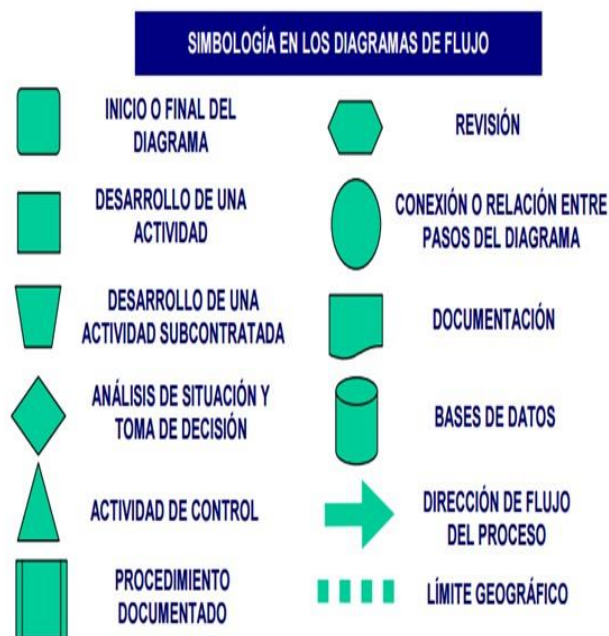 SIMBOLOGÍA EN LOS DIAGRAMAS DE FLUJO
INICIO O FINAL DEL
DIAGRAMA
DESARROLLO DE UNA
ACTIVIDAD
DESARROLLO DE UNA
ACTIVIDAD SUBCONTRATADA
ANÁLISIS DE SITUACIÓN Y
TOMA DE DECISIÓN
ACTIVIDAD DE CONTROL
PROCEDIMIENTO
DOCUMENTADO
REVISIÓN
CONEXIÓN O RELACIÓN ENTRE
PASOS DEL DIAGRAMA
DOCUMENTACIÓN
BASES DE DATOS
DIRECCIÓN DE FLUJO
DEL PROCESO
LÍMITE GEOGRÁFICO